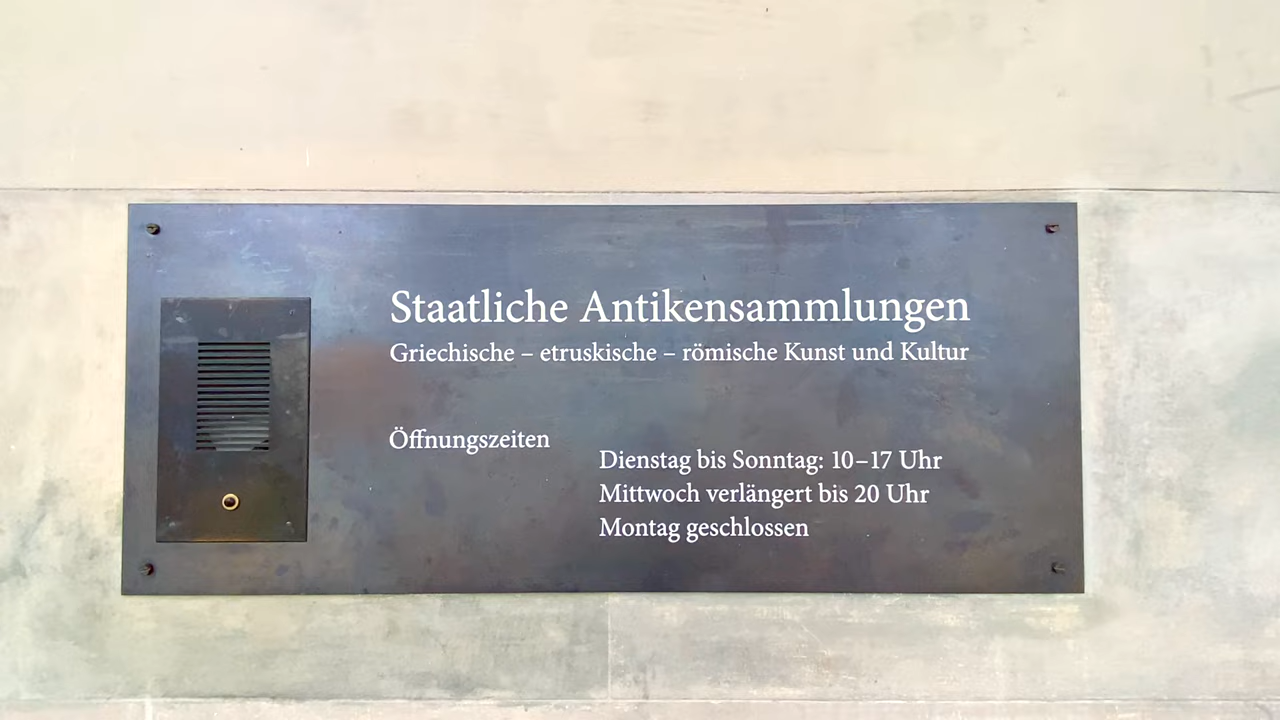 Staatliche Antikensammlungen
Griechische – etruskische – römische Kunst und Kultur
Öffnungszeiten
Dienstag bis Sonntag: 10–17 Uhr
Mittwoch verlängert bis 20 Uhr
Montag geschlossen